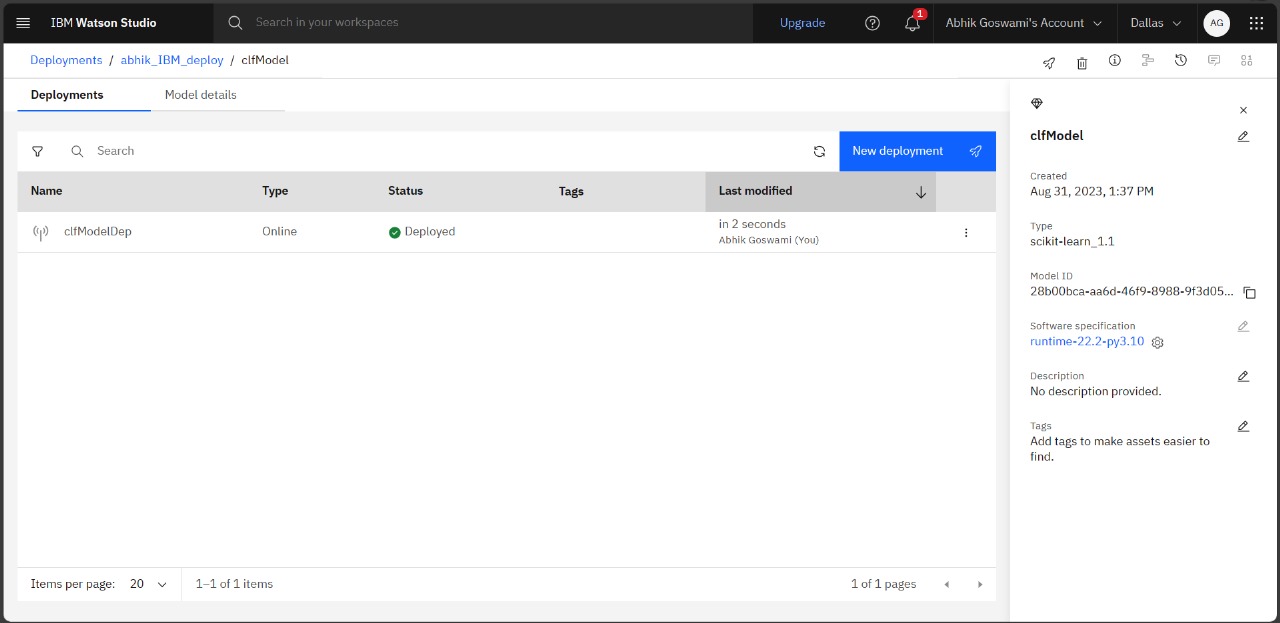 IBM Watson Studio
Search in your workspaces
Upgrade
1
Abhik Goswami's Account
Dallas
AG
Deployments / abhik_IBM_deploy / clfModel
Deployments
Model details
Search
New deployment
Name Type Status Tags Last modified
clfModelDep Online Deployed in 2 seconds
Abhik Goswami (You)
Items per page: 20
1–1 of 1 items
1 of 1 pages
clfModel
Created
Aug 31, 2023, 1:37 PM
Type
scikit-learn_1.1
Model ID
28b00bca-aa6d-46f9-8988-9f3d05...
Software specification
runtime-22.2-py3.10
Description
No description provided.
Tags
Add tags to make assets easier to
find.